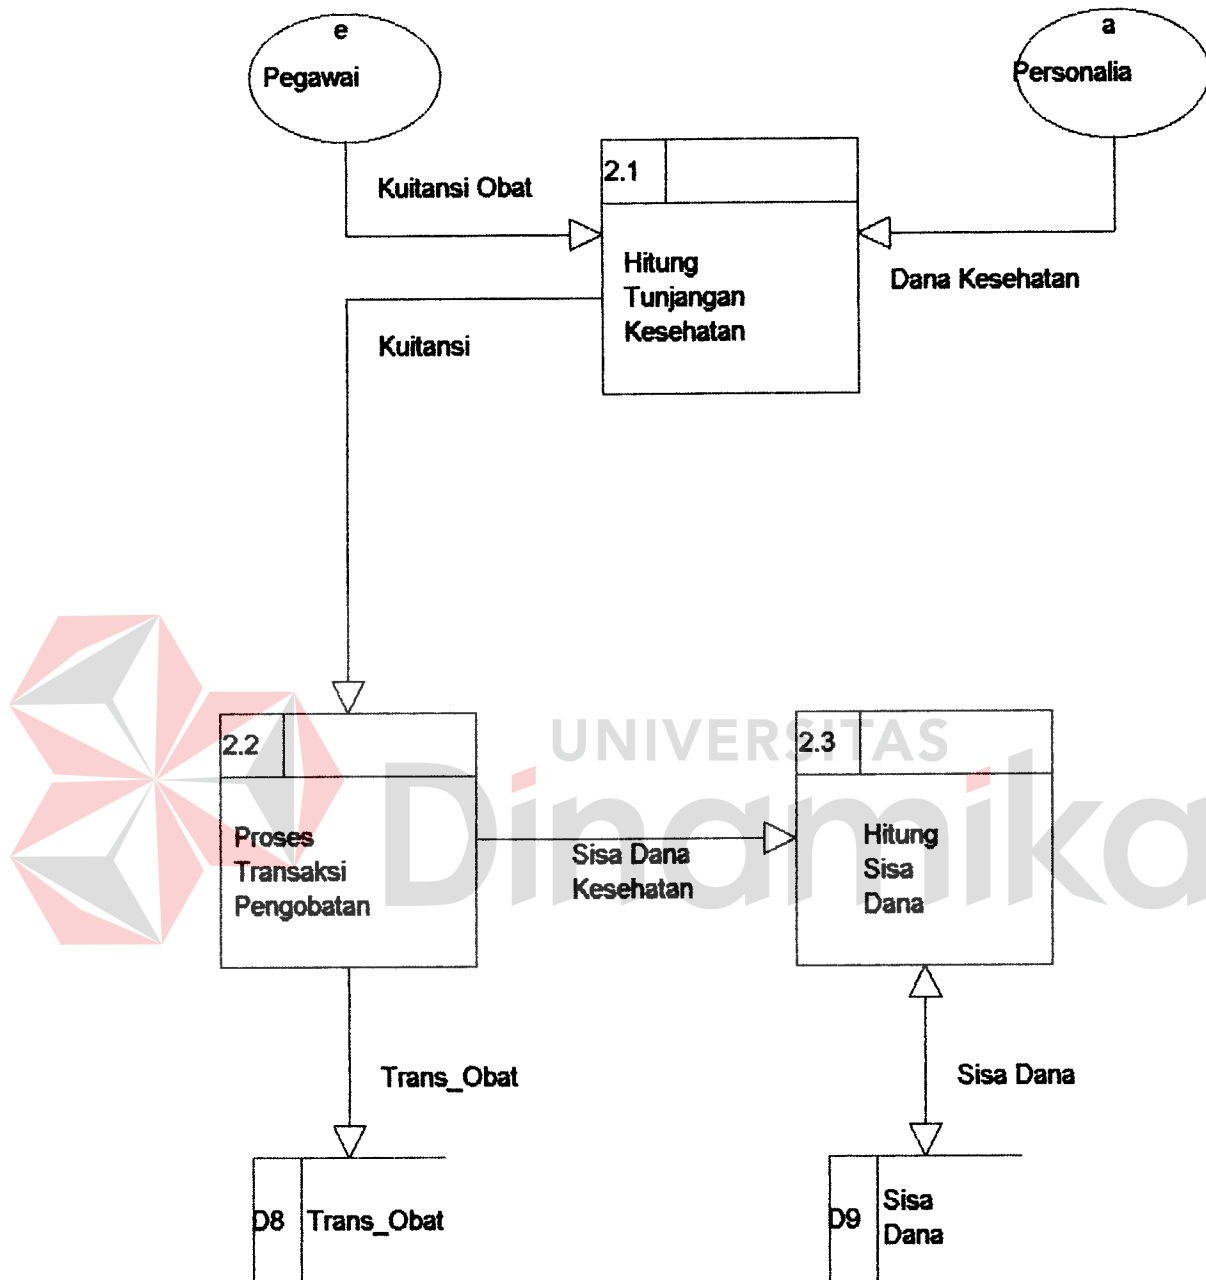 e
Pegawai
a
Personalia
2.1
Kuitansi Obat
Hitung
Tunjangan
Kesehatan
Dana Kesehatan
Kuitansi
UNIVERSITAS
Dinamika
2.2
Proses
Transaksi
Pengobatan
Sisa Dana
Kesehatan
2.3
Hitung
Sisa
Dana
Trans_Obat
Sisa Dana
D8
Trans_Obat
D9
Sisa
Dana